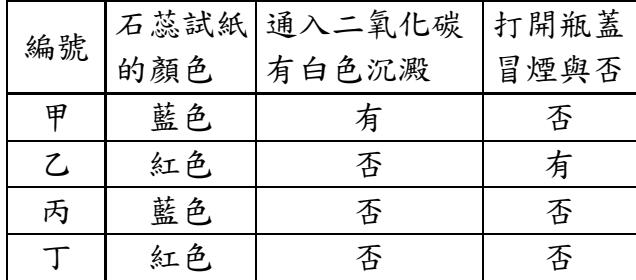 編號 石蕊試紙的顏色 通入二氧化碳有白色沉澱 打開瓶蓋冒煙與否
甲 藍色 有 否
乙 紅色 否 有
丙 藍色 否 否
丁 紅色 否 否